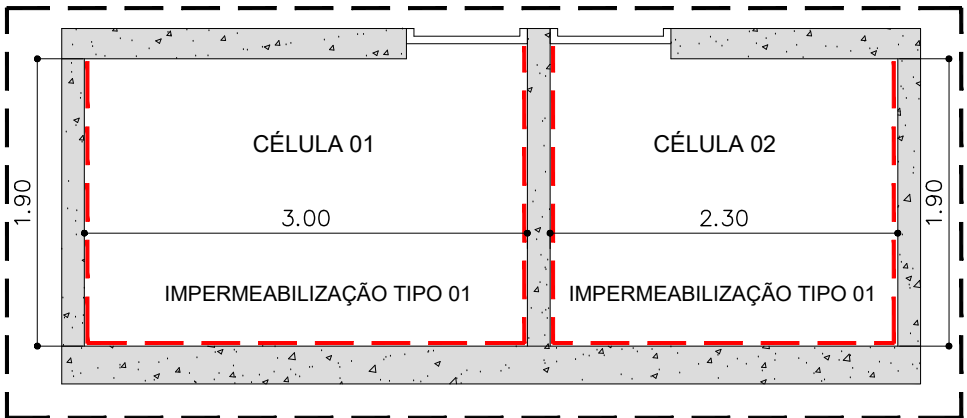 CÉLULA 01
CÉLULA 02
1.90
3.00
2.30
1.90
IMPERMEABILIZAÇÃO TIPO 01
IMPERMEABILIZAÇÃO TIPO 01